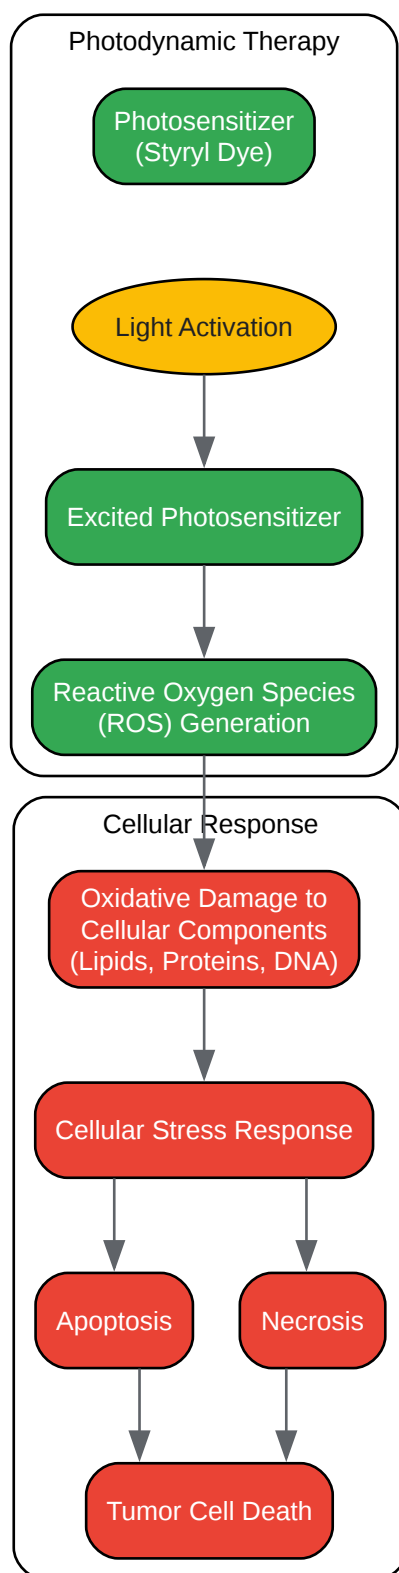 Photodynamic Therapy
Photosensitizer
(Styryl Dye)
Light Activation
Excited Photosensitizer
Reactive Oxygen Species
(ROS) Generation
Cellular Response
Oxidative Damage to
Cellular Components
(Lipids, Proteins, DNA)
Cellular Stress Response
Apoptosis
Necrosis
Tumor Cell Death